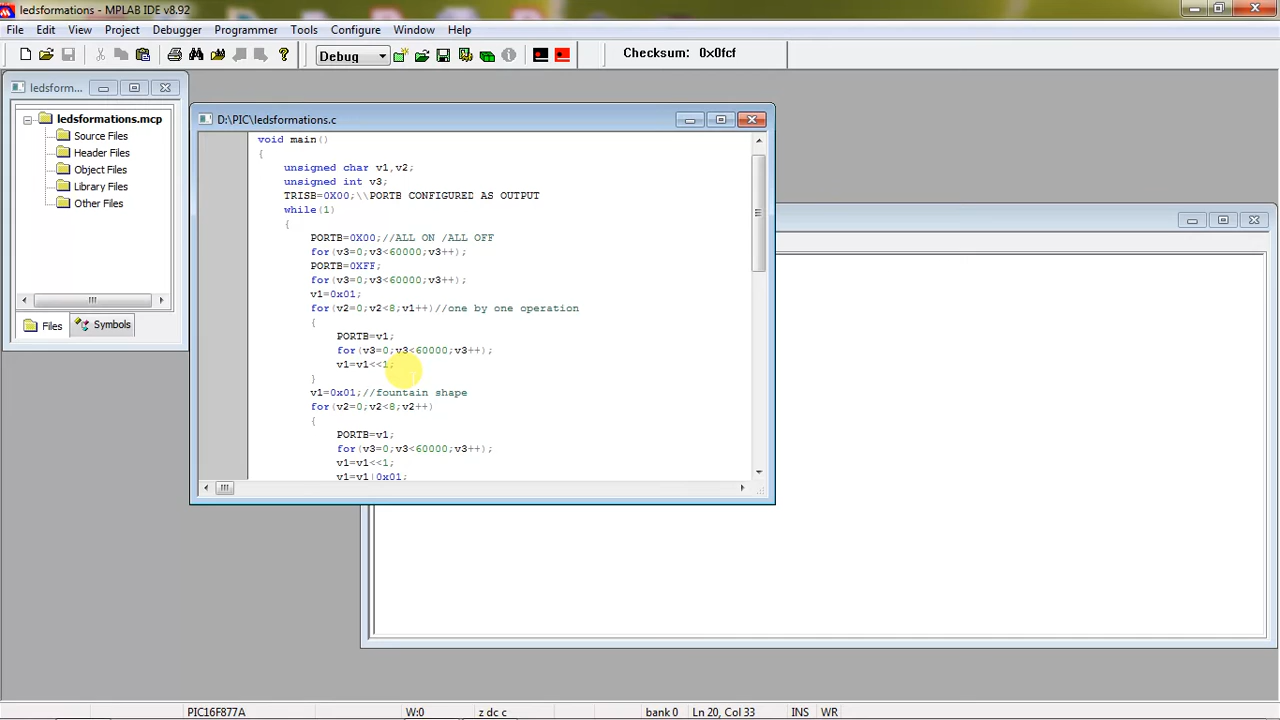 ledsformations - MPLAB IDE v8.92
File Edit View Project Debugger Programmer Tools Configure Window Help
Debug
Checksum: 0x0fcf
ledsform...
ledsformations.mcp
Source Files
Header Files
Object Files
Library Files
Other Files
Files
Symbols
D:\PIC\ledsformations.c
void main()
{
unsigned char v1,v2;
unsigned int v3;
TRISB=0X00;\\PORTB CONFIGURED AS OUTPUT
while(1)
{
PORTB=0X00;//ALL ON /ALL OFF
for(v3=0;v3<60000;v3++);
PORTB=0XFF;
for(v3=0;v3<60000;v3++);
v1=0x01;
for(v2=0;v2<8;v1++)//one by one operation
{
PORTB=v1;
for(v3=0;v3<60000;v3++);
v1=v1<<1;
}
v1=0x01;//fountain shape
for(v2=0;v2<8;v2++)
{
PORTB=v1;
for(v3=0;v3<60000;v3++);
v1=v1<<1;
v1=v1|0x01;
PIC16F877A W:0 z dc c bank 0 Ln 20, Col 33 INS WR